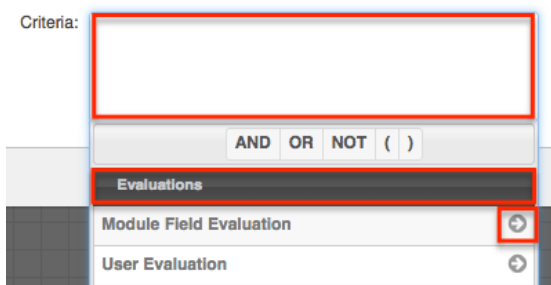 Criteria:
AND OR NOT ( )
Evaluations
Module Field Evaluation
User Evaluation